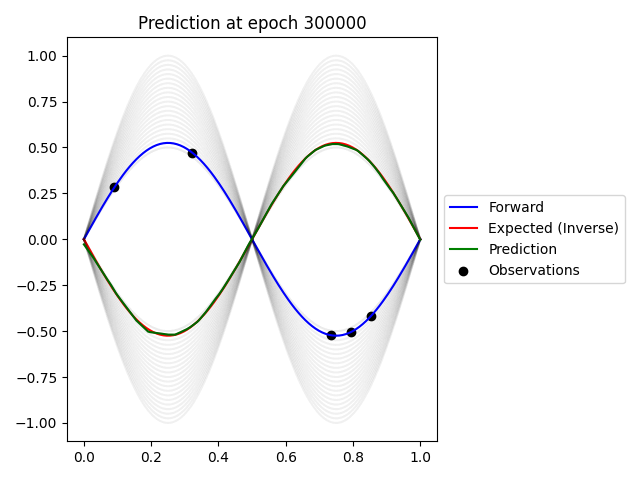 Prediction at epoch 300000
1.00
0.75
0.50
0.25
0.00
−0.25
−0.50
−0.75
−1.00
0.0 0.2 0.4 0.6 0.8 1.0
Forward
Expected (Inverse)
Prediction
Observations